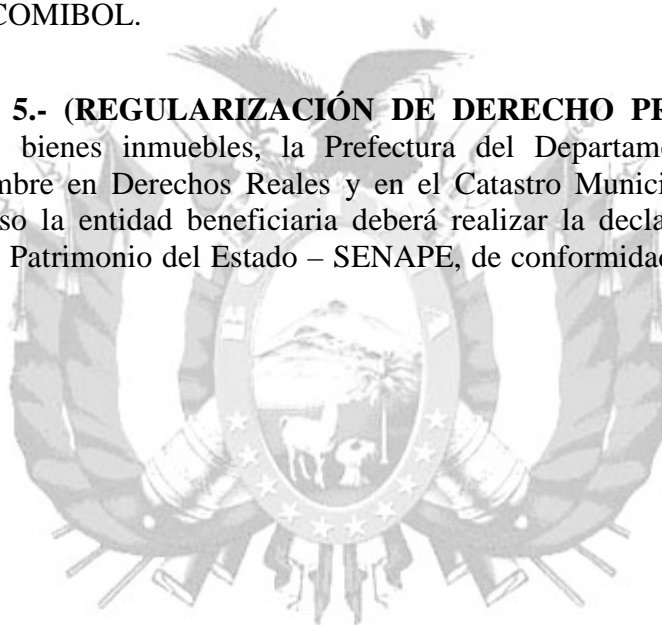 COMIBOL.
5.- (REGULARIZACIÓN DE DERECHO PR
bienes inmuebles, la Prefectura del Departam
mbre en Derechos Reales y en el Catastro Munici
so la entidad beneficiaria deberá realizar la decla
Patrimonio del Estado – SENAPE, de conformidad